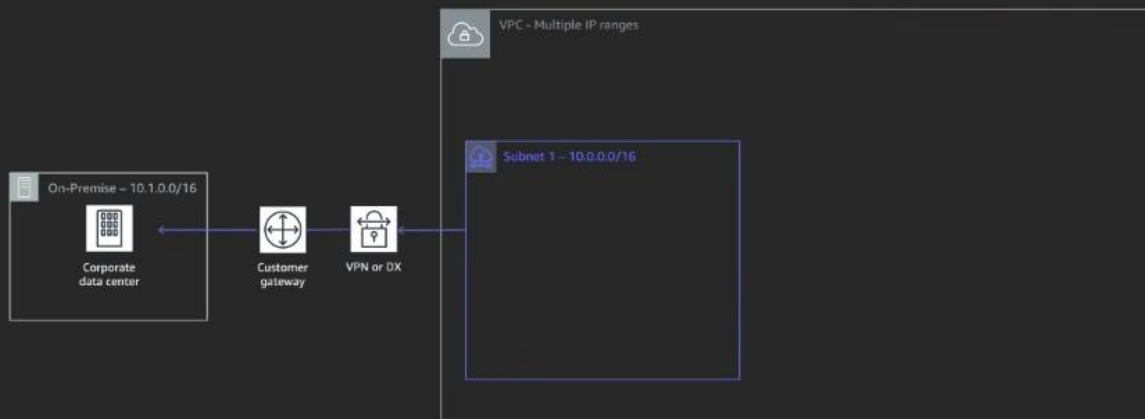 VPC - Multiple IP ranges
Subnet 1 – 10.0.0.0/16
On-Premise – 10.1.0.0/16
Corporate
data center
Customer
gateway
VPN or DX